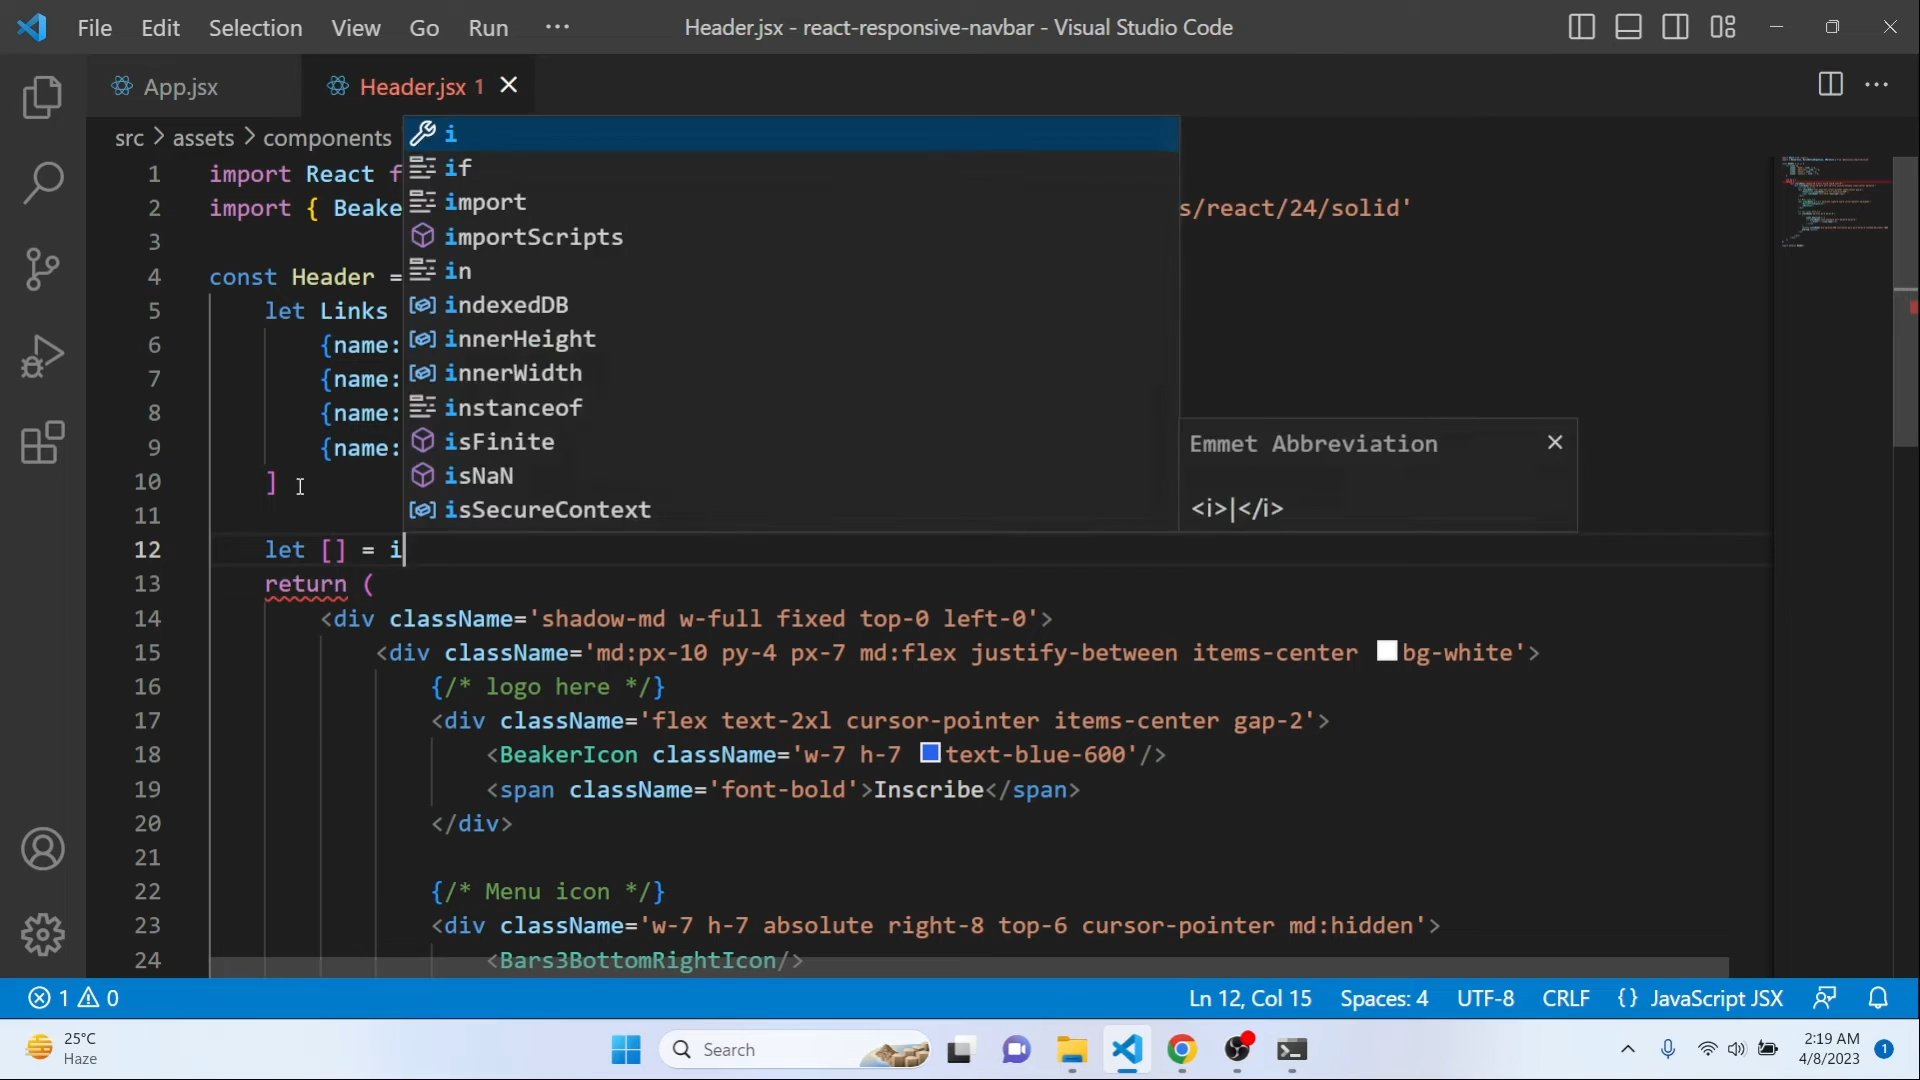 File Edit Selection View Go Run ··· Header.jsx - react-responsive-navbar - Visual Studio Code
App.jsx Header.jsx 1
src > assets > components
i
if
import
importScripts
in
indexedDB
innerHeight
innerWidth
instanceof
isFinite
isNaN
isSecureContext
Emmet Abbreviation
<i>|</i>
1 import React f
2 import { Beake s/react/24/solid'
3
4 const Header =
5 let Links
6 {name:
7 {name:
8 {name:
9 {name:
10 ]
11
12 let [] = i
13 return (
14 <div className='shadow-md w-full fixed top-0 left-0'>
15 <div className='md:px-10 py-4 px-7 md:flex justify-between items-center bg-white'>
16 {/* logo here */}
17 <div className='flex text-2xl cursor-pointer items-center gap-2'>
18 <BeakerIcon className='w-7 h-7 text-blue-600'/>
19 <span className='font-bold'>Inscribe</span>
20 </div>
21
22 {/* Menu icon */}
23 <div className='w-7 h-7 absolute right-8 top-6 cursor-pointer md:hidden'>
24 <Bars3BottomRightIcon/>
1 0 Ln 12, Col 15 Spaces: 4 UTF-8 CRLF {} JavaScript JSX
25°C
Haze
Search
2:19 AM
4/8/2023
1